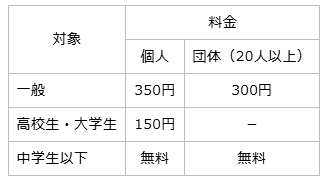 対象
料金
個人 団体（20人以上）
一般 350円 300円
高校生・大学生 150円 －
中学生以下 無料 無料